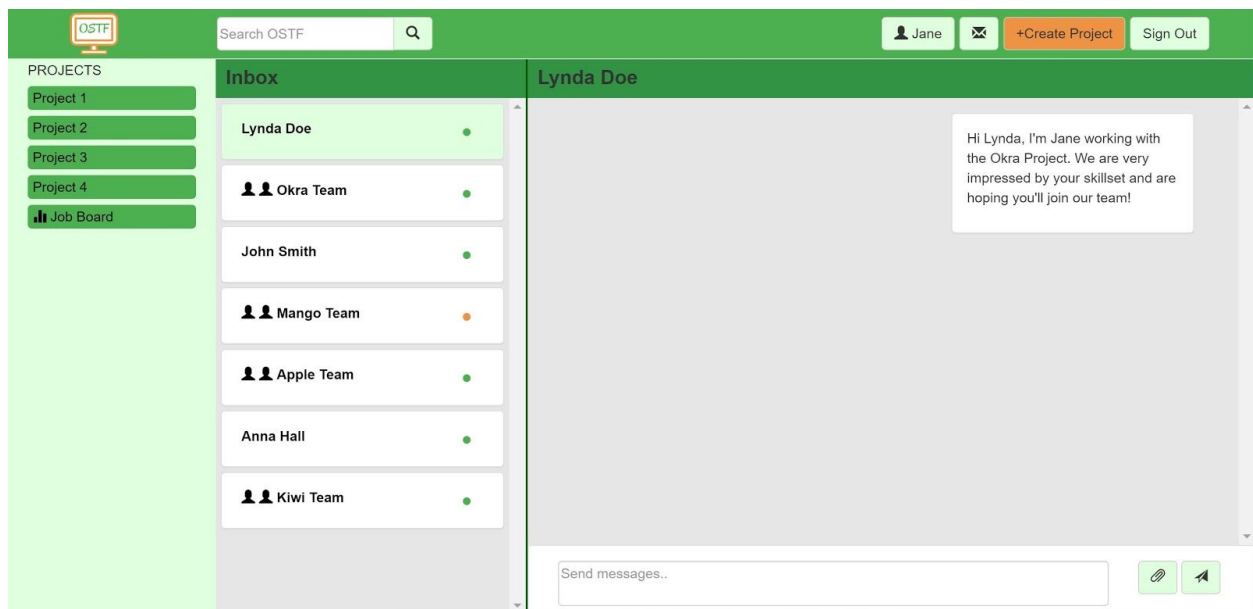 OSTF
Search OSTF
Jane
+Create Project
Sign Out
PROJECTS
Project 1
Project 2
Project 3
Project 4
Job Board
Inbox
Lynda Doe
Okra Team
John Smith
Mango Team
Apple Team
Anna Hall
Kiwi Team
Lynda Doe
Hi Lynda, I'm Jane working with
the Okra Project. We are very
impressed by your skillset and are
hoping you'll join our team!
Send messages..